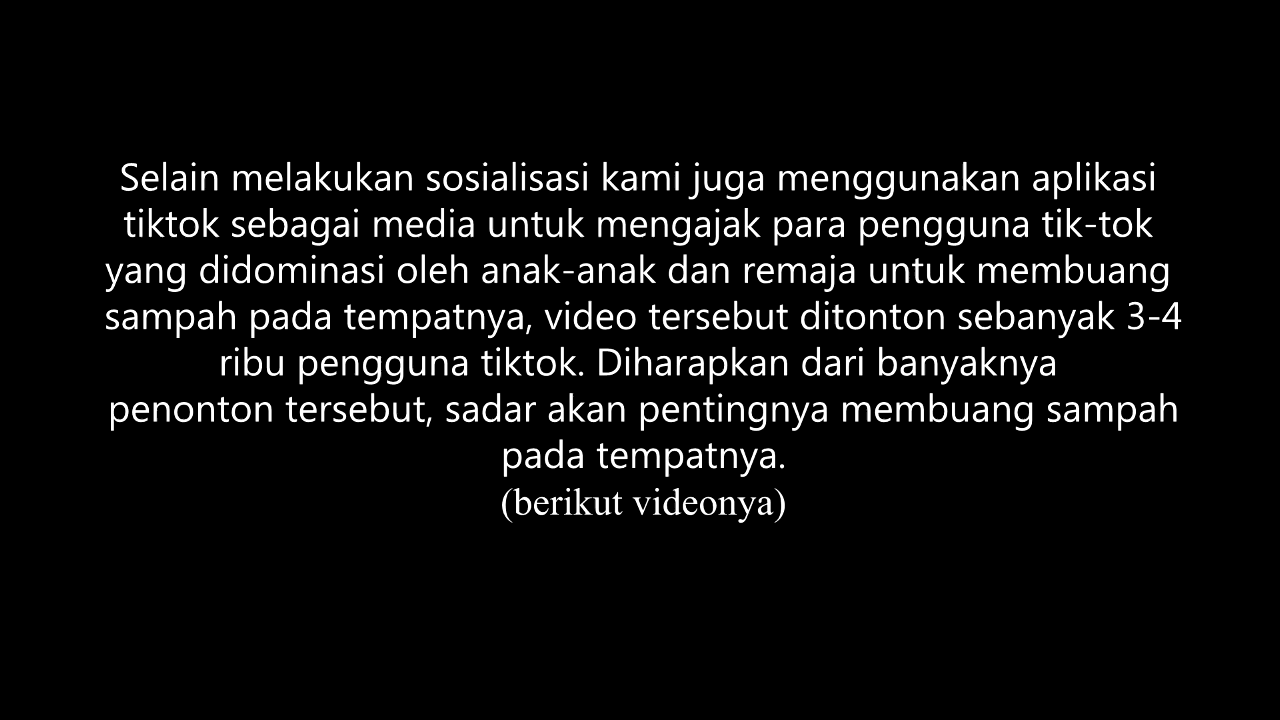 Selain melakukan sosialisasi kami juga menggunakan aplikasi
tiktok sebagai media untuk mengajak para pengguna tik-tok
yang didominasi oleh anak-anak dan remaja untuk membuang
sampah pada tempatnya, video tersebut ditonton sebanyak 3-4
ribu pengguna tiktok. Diharapkan dari banyaknya
penonton tersebut, sadar akan pentingnya membuang sampah
pada tempatnya.
(berikut videonya)